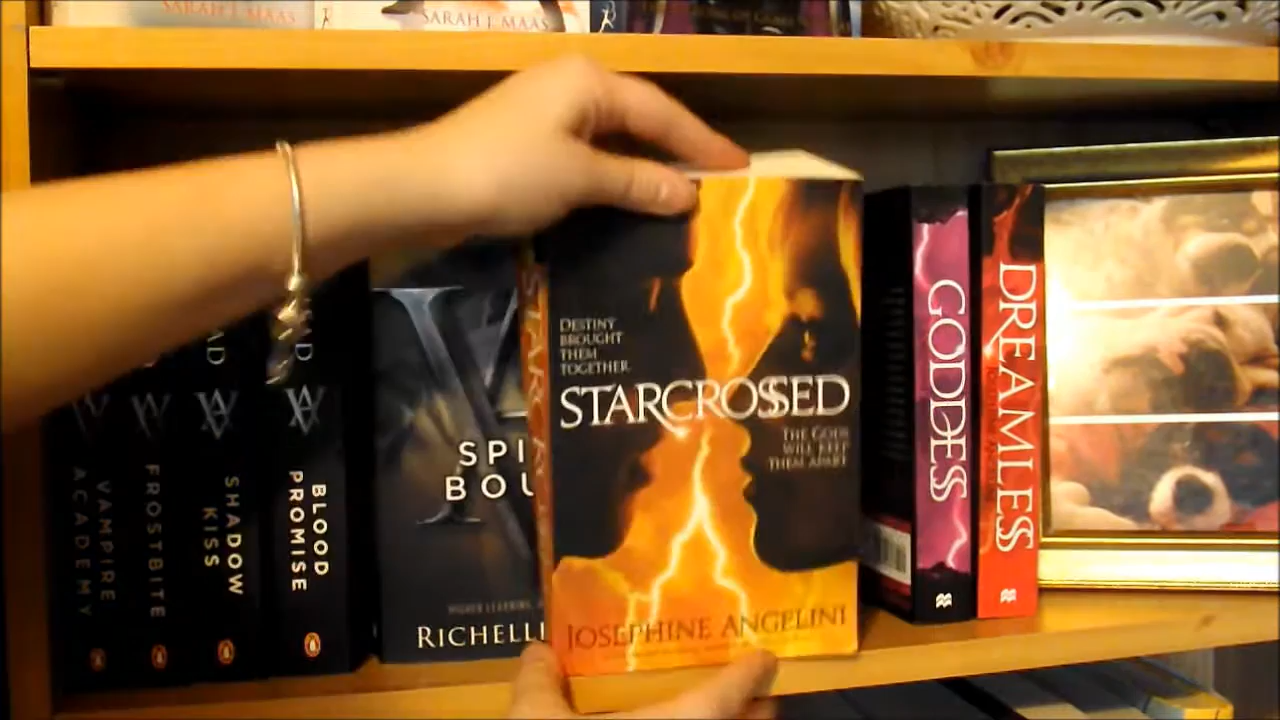 SARAH J. MAAS
SARAH J. MAAS
VAMPIRE
ACADEMY
FROSTBITE
SHADOW
KISS
BLOOD
PROMISE
SPI
BOU
RICHELL
STARCROSSED
DESTINY
BROUGHT
THEM
TOGETHER
STARCROSSED
THE GODS
WILL KEEP
THEM APART
JOSEPHINE ANGELINI
GODDESS
DREAMLESS